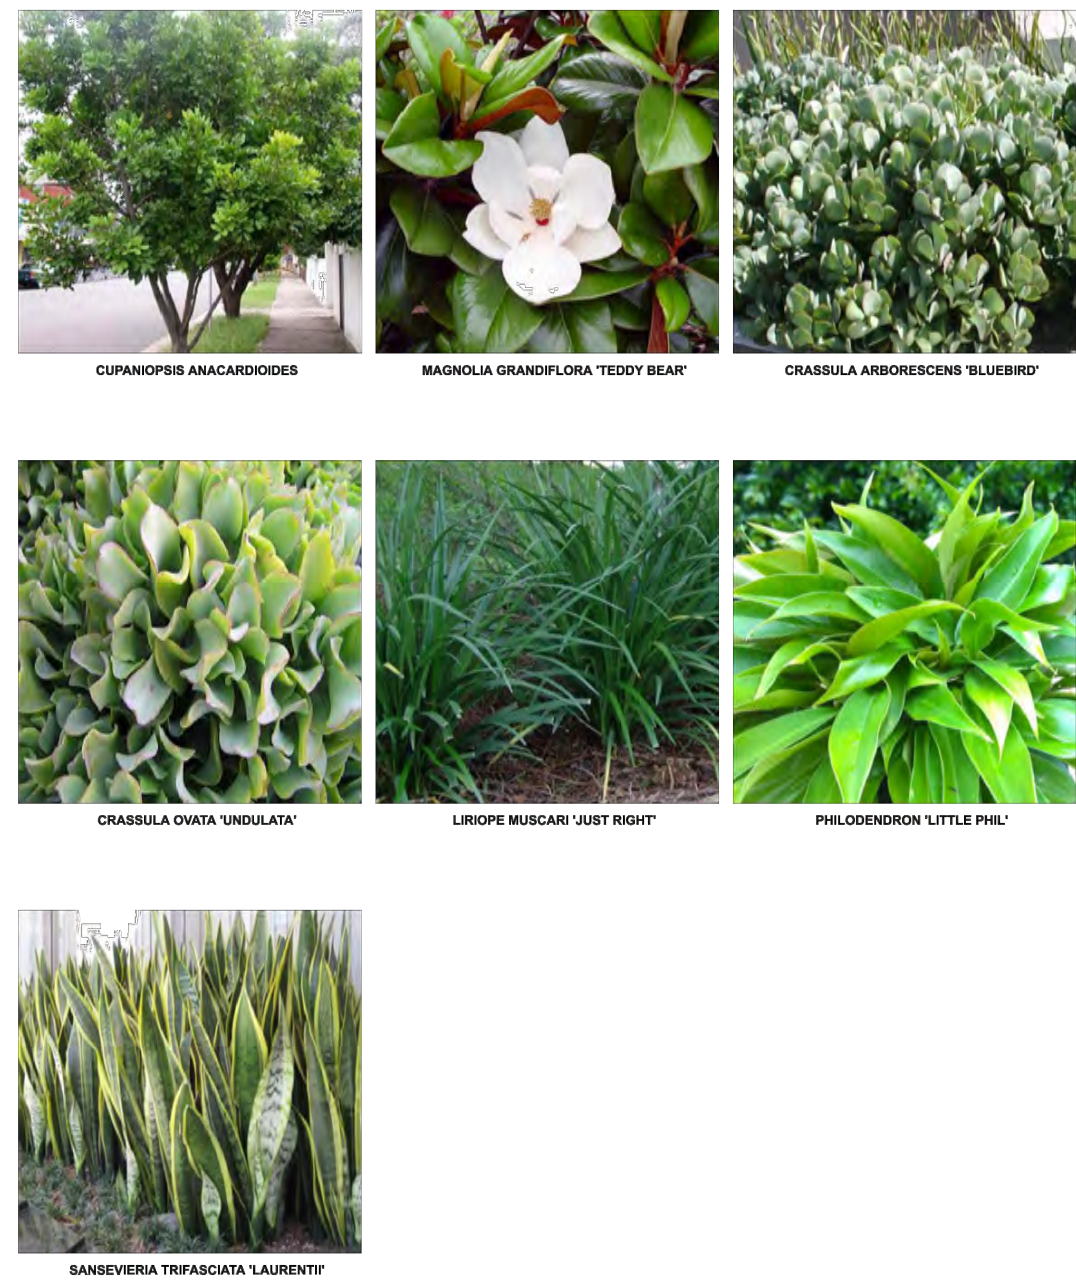 CUPANIOPSIS ANACARDIOIDES
MAGNOLIA GRANDIFLORA 'TEDDY BEAR'
CRASSULA ARBORESCENS 'BLUEBIRD'
CRASSULA OVATA 'UNDULATA'
LIRIOPE MUSCARI 'JUST RIGHT'
PHILODENDRON 'LITTLE PHIL'
SANSEVIERIA TRIFASCIATA 'LAURENTII'